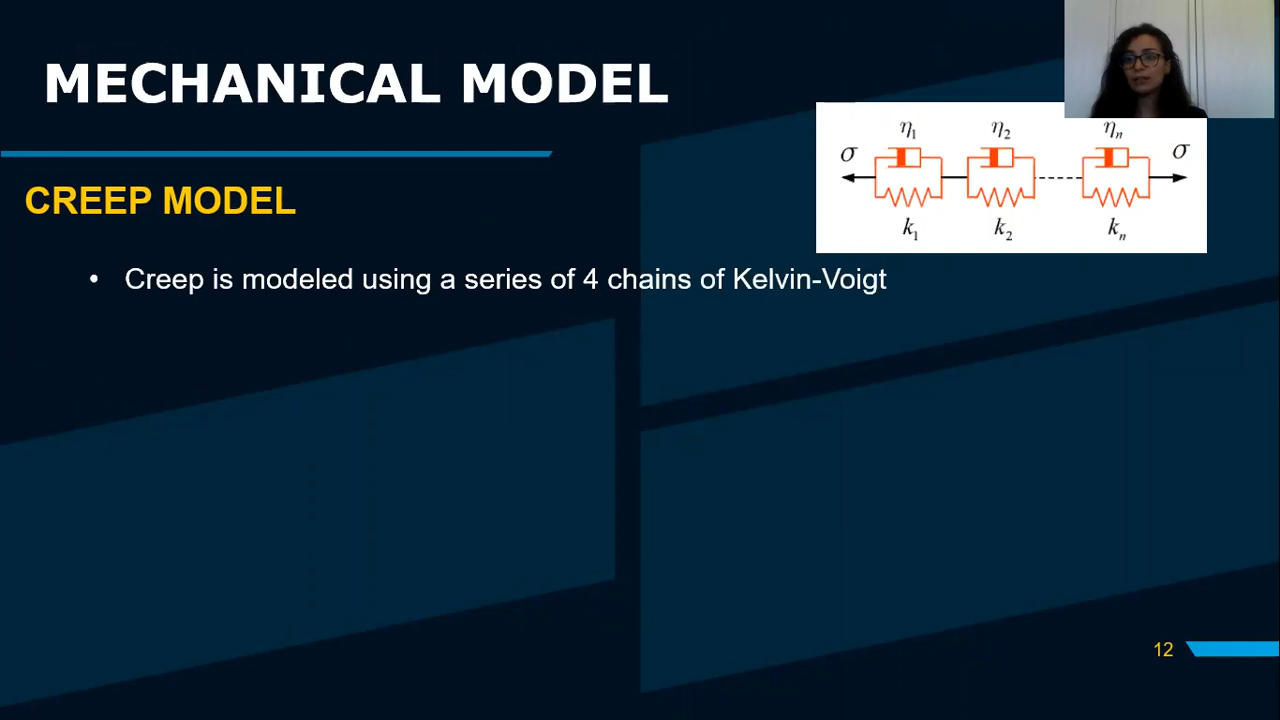 MECHANICAL MODEL
η1 η2 ηn
σ σ
k1 k2 kn
CREEP MODEL
• Creep is modeled using a series of 4 chains of Kelvin-Voigt
12